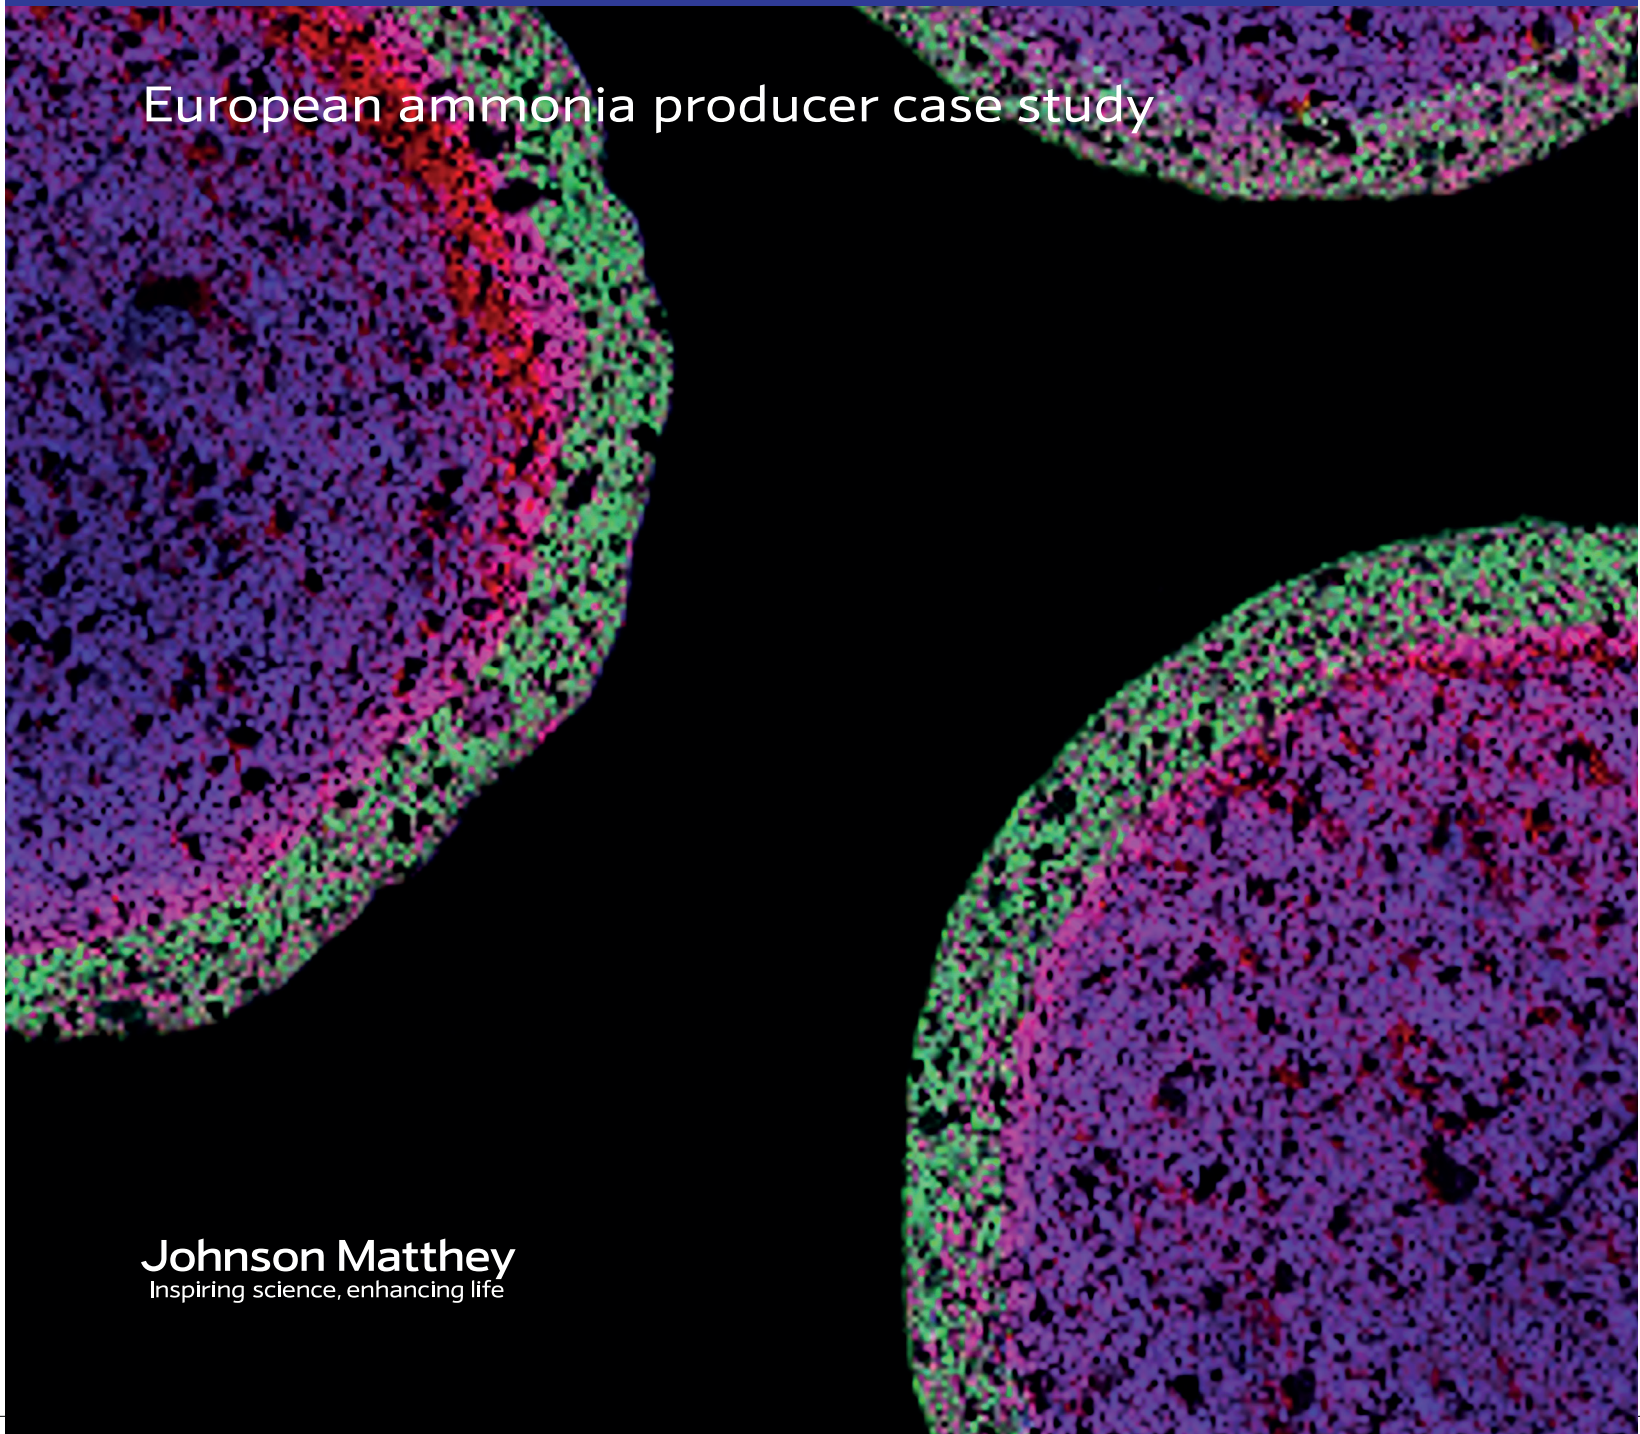 European ammonia producer case study
Johnson Matthey
Inspiring science, enhancing life